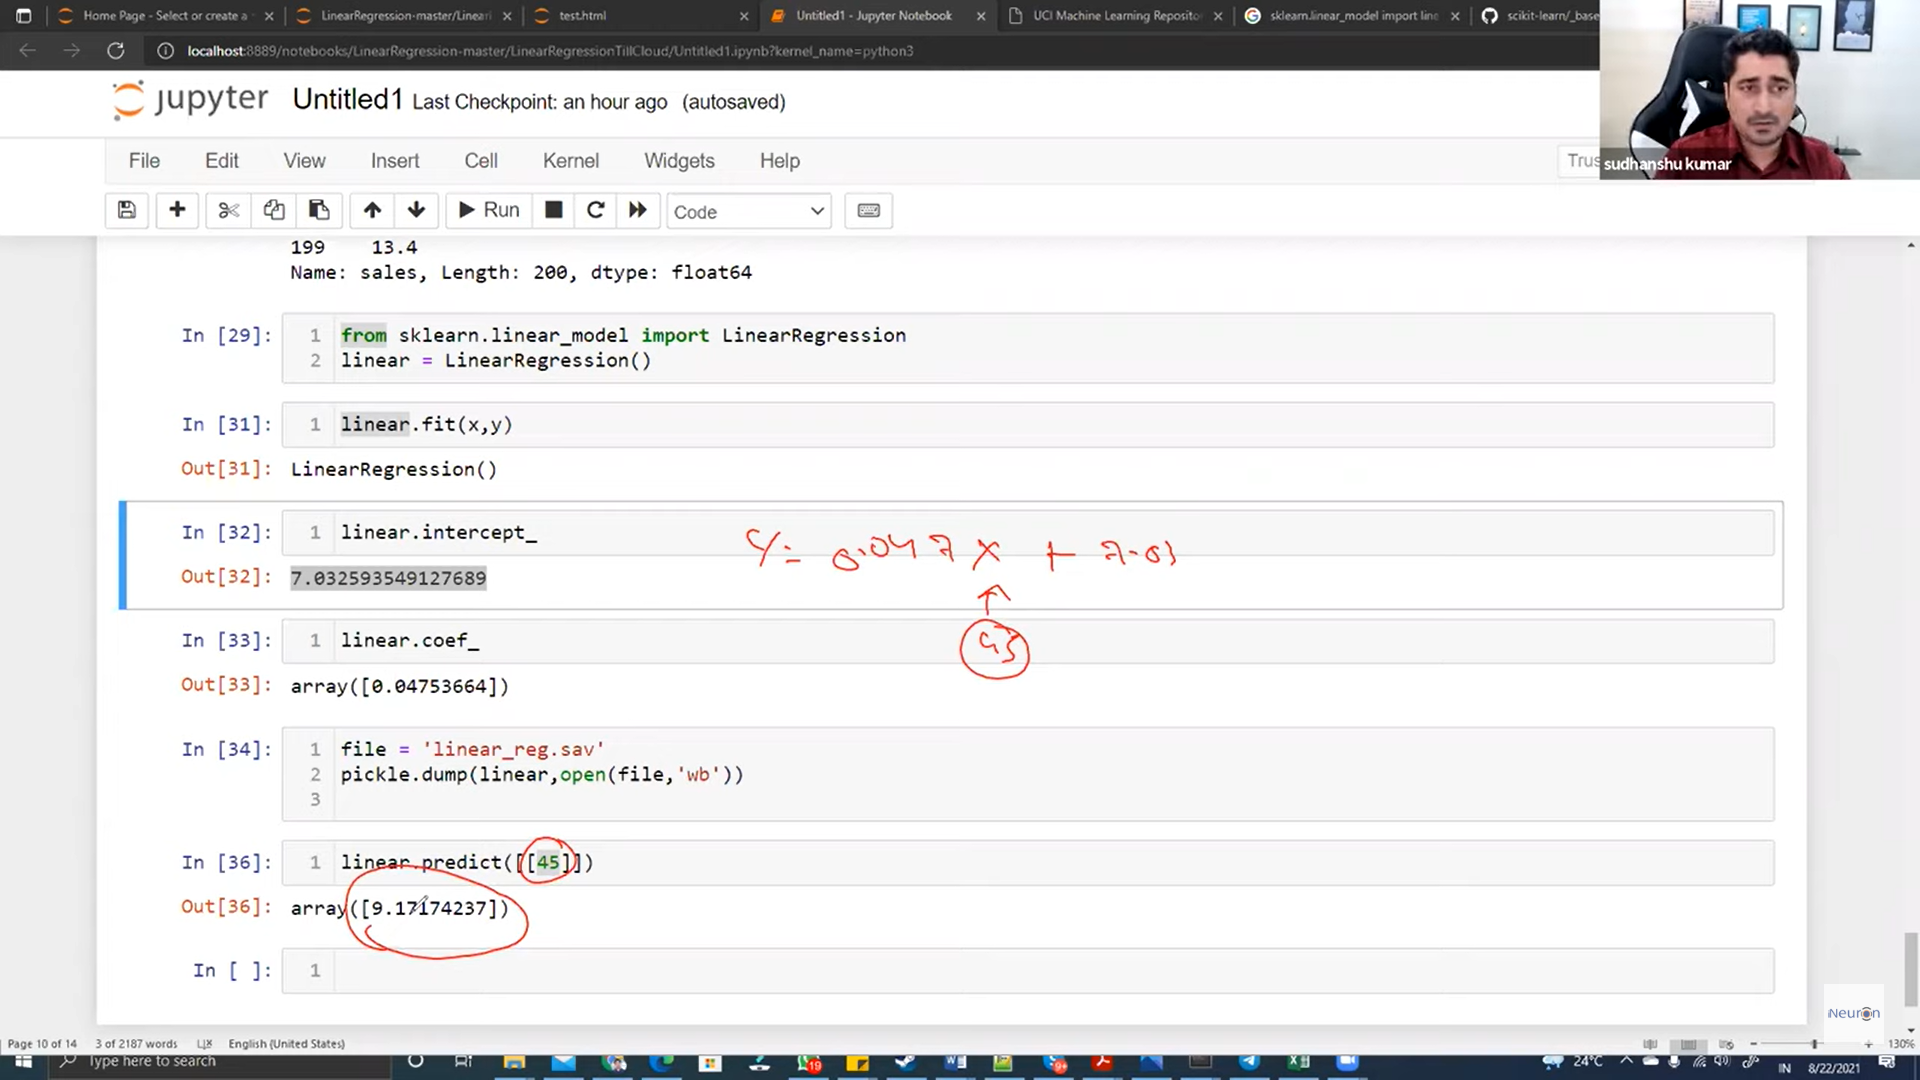 Home Page - Select or create a
LinearRegression-master/Linear
test.html
Untitled1 - Jupyter Notebook
UCI Machine Learning Reposito
sklearn.linear_model import line
scikit-learn/_base
localhost:8889/notebooks/LinearRegression-master/LinearRegressionTillCloud/Untitled1.ipynb?kernel_name=python3
jupyter Untitled1 Last Checkpoint: an hour ago (autosaved)
sudhanshu kumar
File Edit View Insert Cell Kernel Widgets Help Trus
Run Code
199 13.4
Name: sales, Length: 200, dtype: float64
In [29]: 1 from sklearn.linear_model import LinearRegression
2 linear = LinearRegression()
In [31]: 1 linear.fit(x,y)
Out[31]: LinearRegression()
In [32]: 1 linear.intercept_
y = 0.047 x + 7.03
Out[32]: 7.032593549127689
In [33]: 1 linear.coef_
45
Out[33]: array([0.04753664])
In [34]: 1 file = 'linear_reg.sav'
2 pickle.dump(linear,open(file,'wb'))
3
In [36]: 1 linear.predict([[45]])
Out[36]: array([9.17174237])
In [ ]: 1
iNeuron
Page 10 of 14 3 of 2187 words English (United States) 130%
Type here to search
19
9+
24°C
IN 8/22/2021